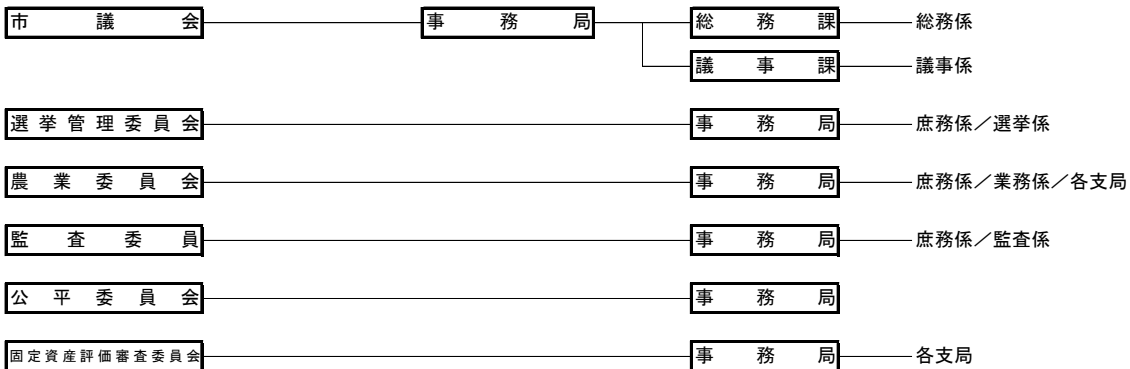 市議会 事務局 総務課 総務係
議事課 議事係
選挙管理委員会 事務局 庶務係／選挙係
農業委員会 事務局 庶務係／業務係／各支局
監査委員 事務局 庶務係／監査係
公平委員会 事務局
固定資産評価審査委員会 事務局 各支局